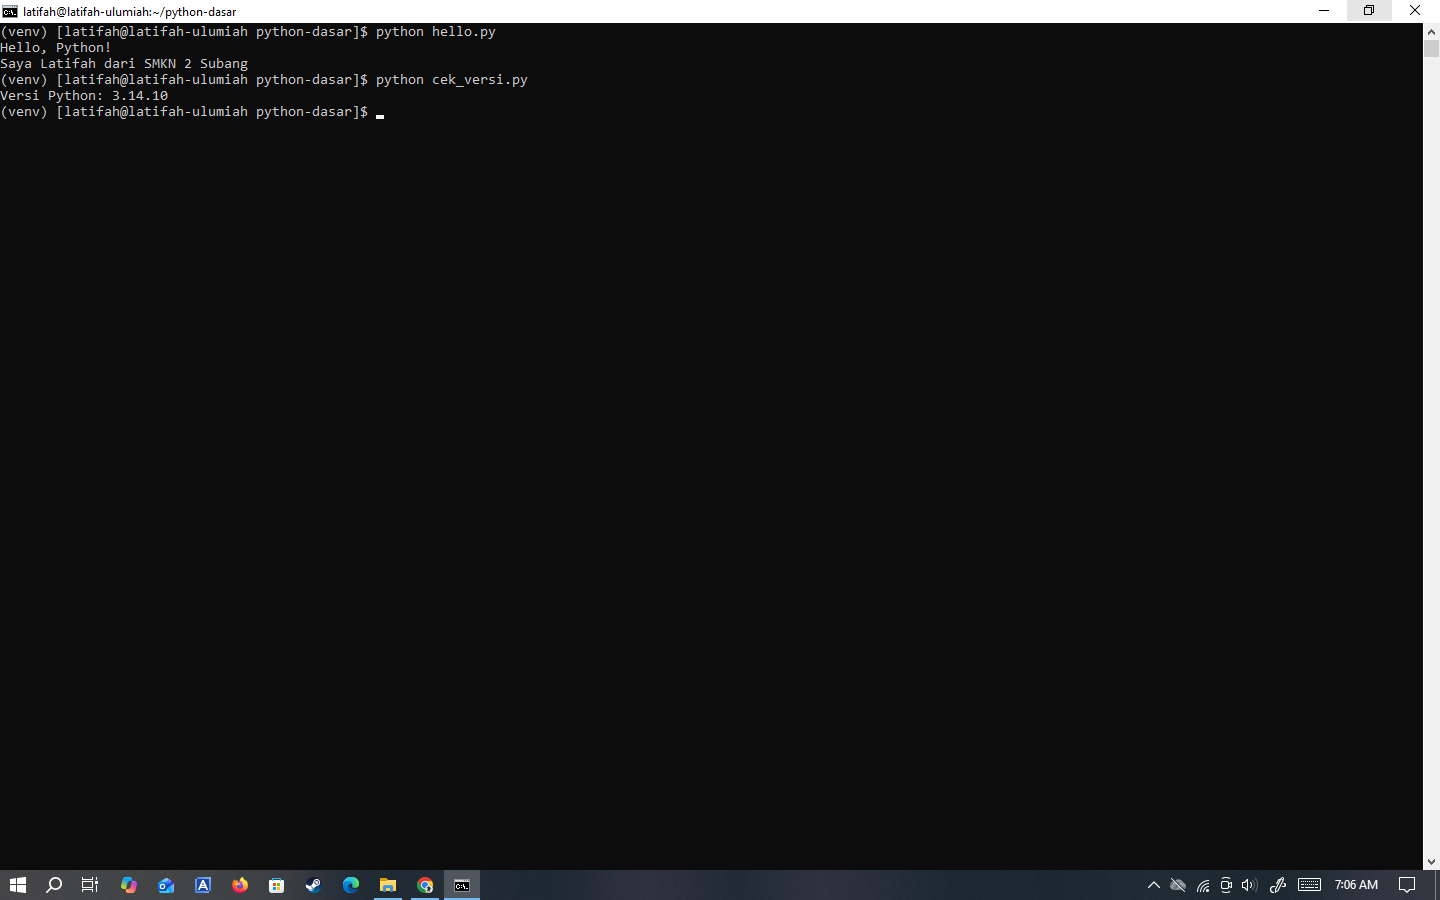 latifah@latifah-ulumiah:~/python-dasar
(venv) [latifah@latifah-ulumiah python-dasar]$ python hello.py
Hello, Python!
Saya Latifah dari SMKN 2 Subang
(venv) [latifah@latifah-ulumiah python-dasar]$ python cek_versi.py
Versi Python: 3.14.10
(venv) [latifah@latifah-ulumiah python-dasar]$
7:06 AM